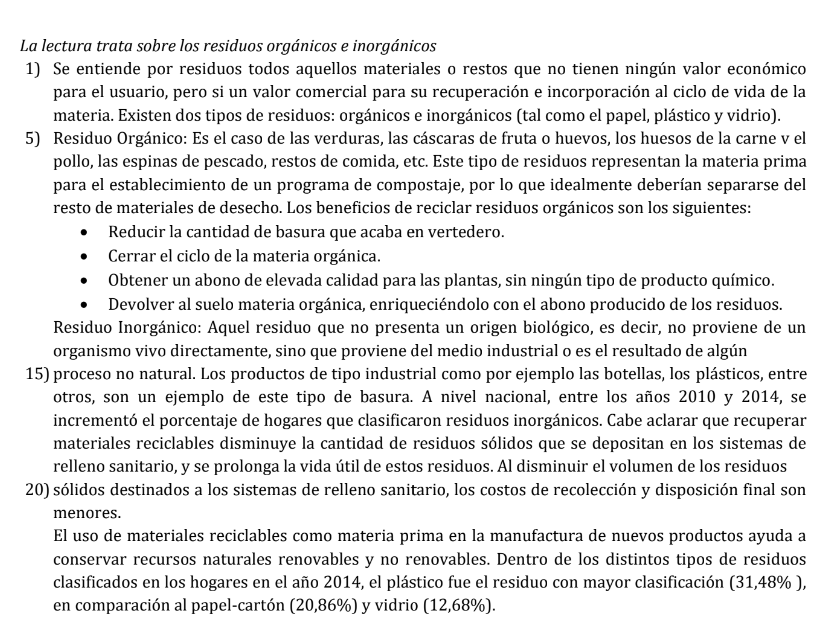 La lectura trata sobre los residuos orgánicos e inorgánicos
1) Se entiende por residuos todos aquellos materiales o restos que no tienen ningún valor económico
para el usuario, pero si un valor comercial para su recuperación e incorporación al ciclo de vida de la
materia. Existen dos tipos de residuos: orgánicos e inorgánicos (tal como el papel, plástico y vidrio).
5) Residuo Orgánico: Es el caso de las verduras, las cáscaras de fruta o huevos, los huesos de la carne v el
pollo, las espinas de pescado, restos de comida, etc. Este tipo de residuos representan la materia prima
para el establecimiento de un programa de compostaje, por lo que idealmente deberían separarse del
resto de materiales de desecho. Los beneficios de reciclar residuos orgánicos son los siguientes:
• Reducir la cantidad de basura que acaba en vertedero.
• Cerrar el ciclo de la materia orgánica.
• Obtener un abono de elevada calidad para las plantas, sin ningún tipo de producto químico.
• Devolver al suelo materia orgánica, enriqueciéndolo con el abono producido de los residuos.
Residuo Inorgánico: Aquel residuo que no presenta un origen biológico, es decir, no proviene de un
organismo vivo directamente, sino que proviene del medio industrial o es el resultado de algún
15) proceso no natural. Los productos de tipo industrial como por ejemplo las botellas, los plásticos, entre
otros, son un ejemplo de este tipo de basura. A nivel nacional, entre los años 2010 y 2014, se
incrementó el porcentaje de hogares que clasificaron residuos inorgánicos. Cabe aclarar que recuperar
materiales reciclables disminuye la cantidad de residuos sólidos que se depositan en los sistemas de
relleno sanitario, y se prolonga la vida útil de estos residuos. Al disminuir el volumen de los residuos
20) sólidos destinados a los sistemas de relleno sanitario, los costos de recolección y disposición final son
menores.
El uso de materiales reciclables como materia prima en la manufactura de nuevos productos ayuda a
conservar recursos naturales renovables y no renovables. Dentro de los distintos tipos de residuos
clasificados en los hogares en el año 2014, el plástico fue el residuo con mayor clasificación (31,48% ),
en comparación al papel-cartón (20,86%) y vidrio (12,68%).